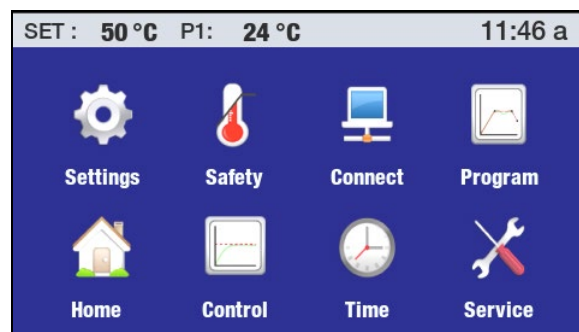 SET : 50 °C P1: 24 °C 11:46 a
Settings Safety Connect Program
Home Control Time Service